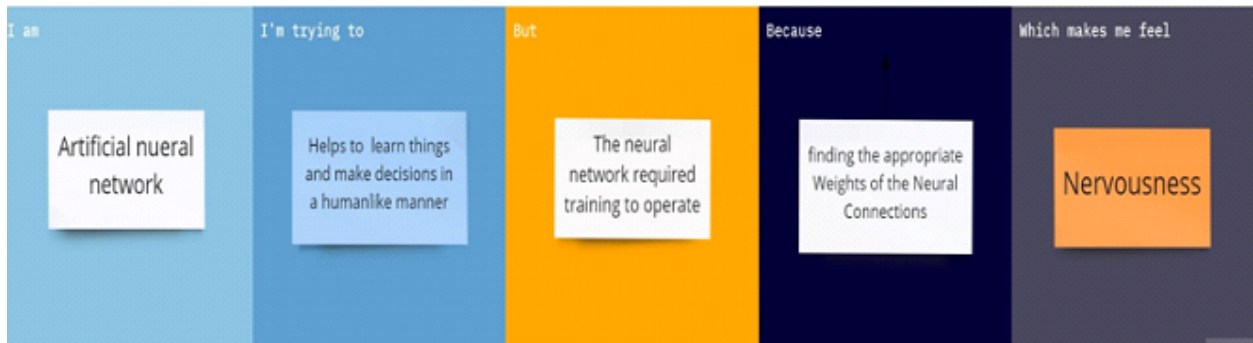 I am
Artificial nueral
network
I'm trying to
Helps to learn things
and make decisions in
a humanlike manner
But
The neural
network required
training to operate
Because
finding the appropriate
Weights of the Neural
Connections
Which makes me feel
Nervousness